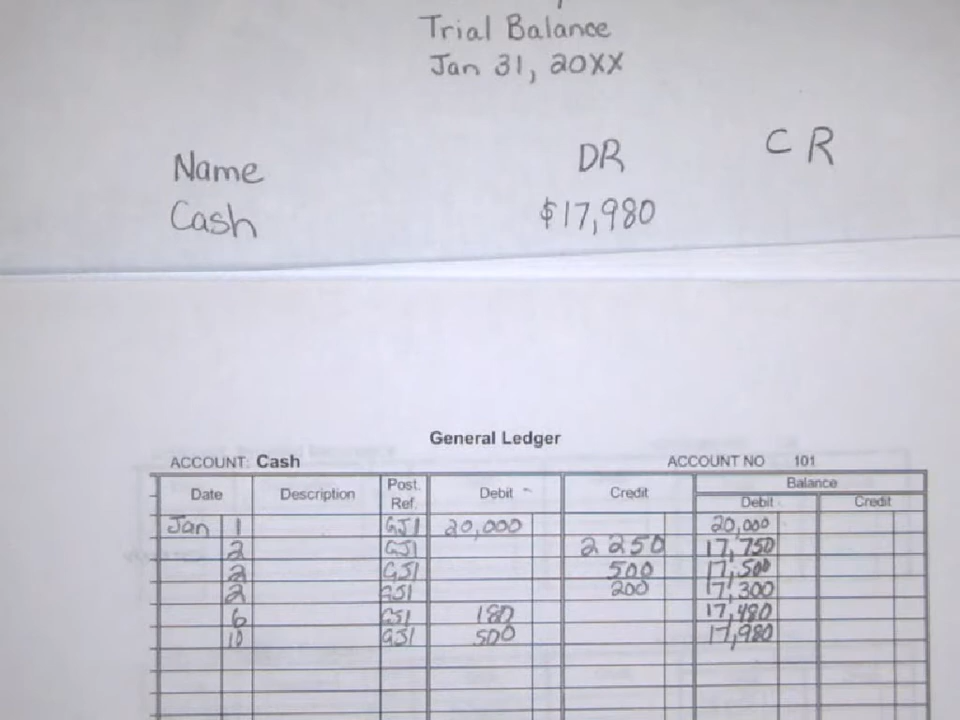 Trial Balance
Jan 31, 20XX
Name DR CR
Cash $17,980
General Ledger
ACCOUNT: Cash ACCOUNT NO 101
Date Description Post. Ref. Debit Credit Balance
Debit Credit
Jan 1 GJ1 20,000 20,000
2 GJ1 2250 17,750
2 GJ1 500 17,500
2 GJ1 200 17,300
6 GJ1 180 17,480
10 GJ1 500 17,980